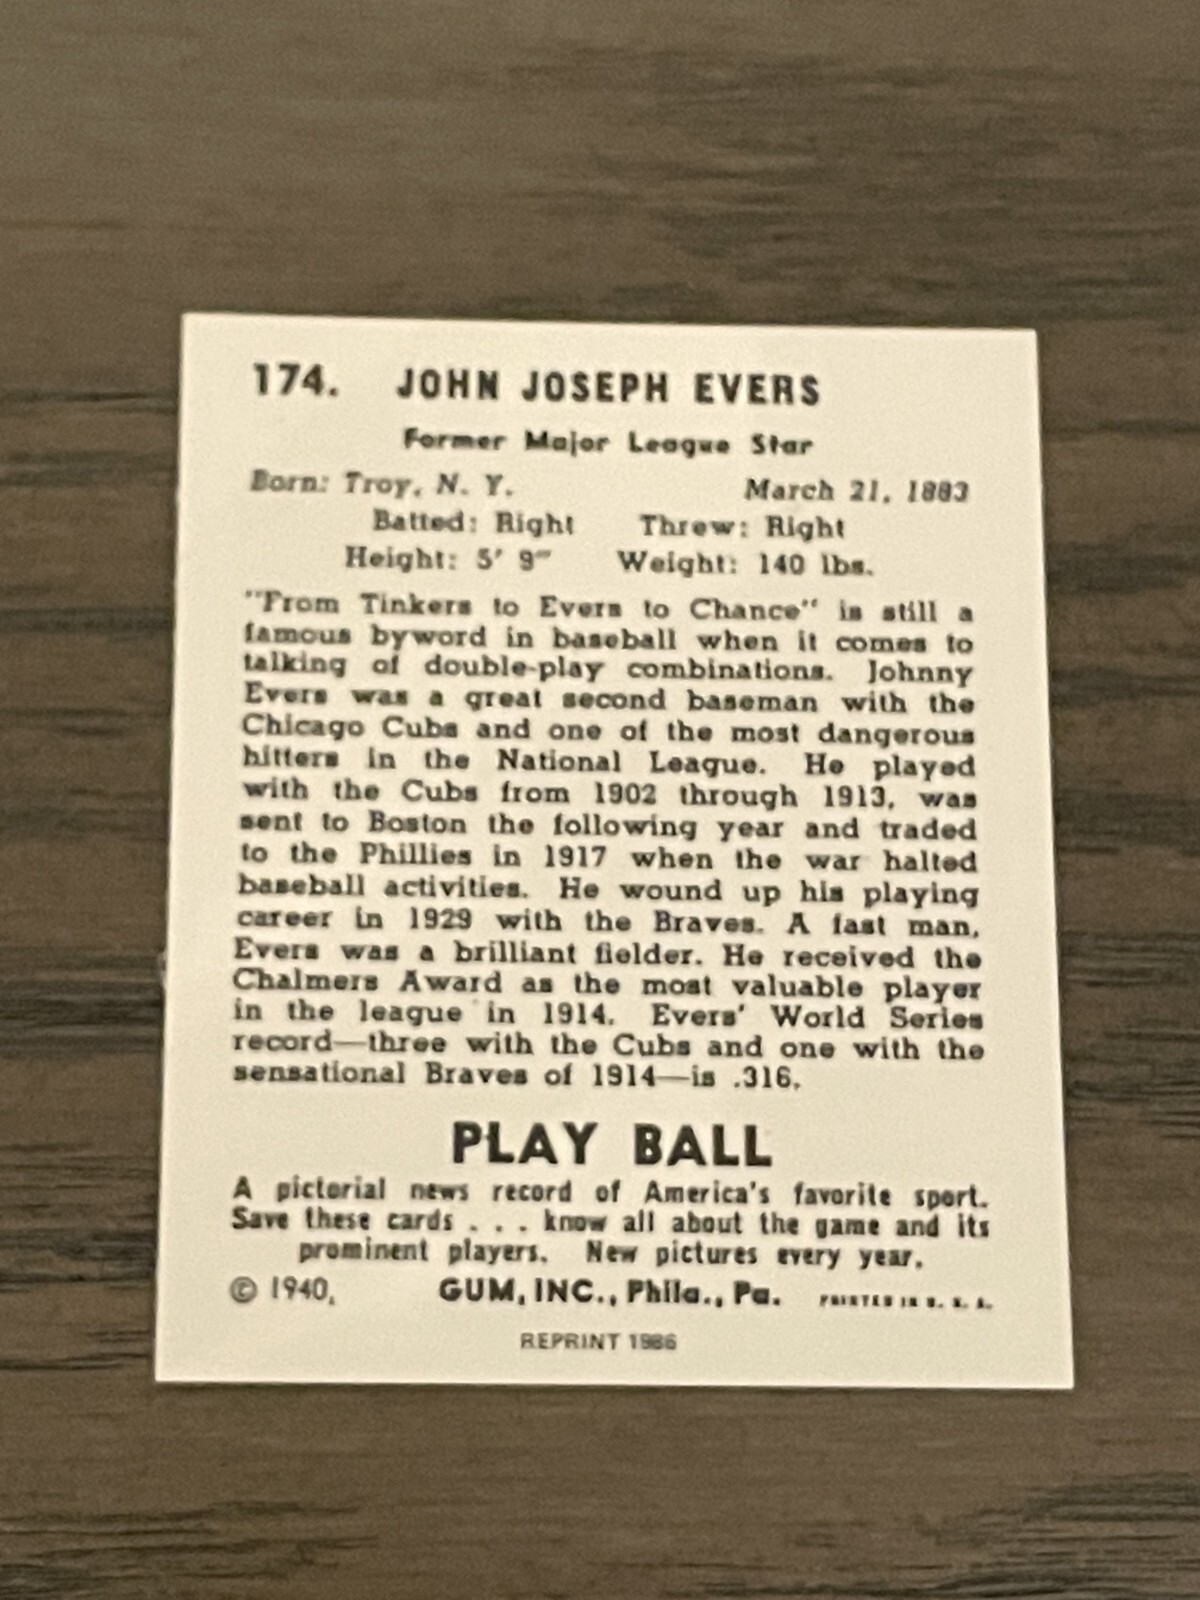 174. JOHN JOSEPH EVERS
Former Major League Star
Born: Troy, N. Y. March 21, 1883
Batted: Right Threw: Right
Height: 5' 9" Weight: 140 lbs.
"From Tinkers to Evers to Chance" is still a
famous byword in baseball when it comes to
talking of double-play combinations. Johnny
Evers was a great second baseman with the
Chicago Cubs and one of the most dangerous
hitters in the National League. He played
with the Cubs from 1902 through 1913, was
sent to Boston the following year and traded
to the Phillies in 1917 when the war halted
baseball activities. He wound up his playing
career in 1929 with the Braves. A fast man,
Evers was a brilliant fielder. He received the
Chalmers Award as the most valuable player
in the league in 1914. Evers' World Series
record—three with the Cubs and one with the
sensational Braves of 1914—is .316.
PLAY BALL
A pictorial news record of America's favorite sport.
Save these cards . . . know all about the game and its
prominent players. New pictures every year.
© 1940, GUM, INC., Phila., Pa. PRINTED IN U. S. A.
REPRINT 1986